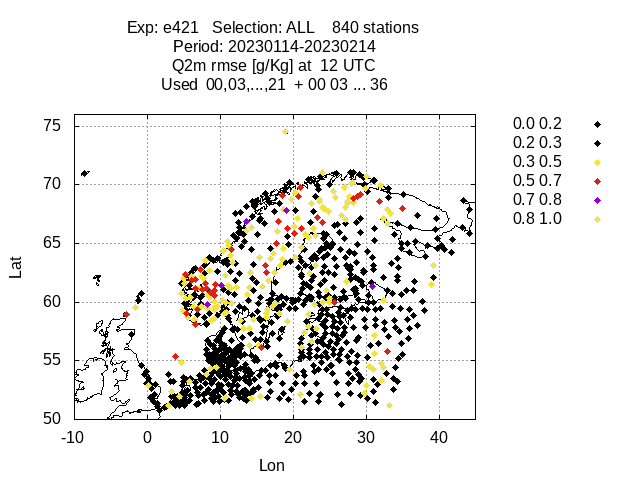 Exp: e421   Selection: ALL    840 stations
Period: 20230114-20230214
Q2m rmse [g/Kg] at  12 UTC
Used  00,03,...,21  + 00 03 ... 36
0.0 0.2
0.2 0.3
0.3 0.5
0.5 0.7
0.7 0.8
0.8 1.0
75
70
65
60
55
50
Lat
-10 0 10 20 30 40
Lon